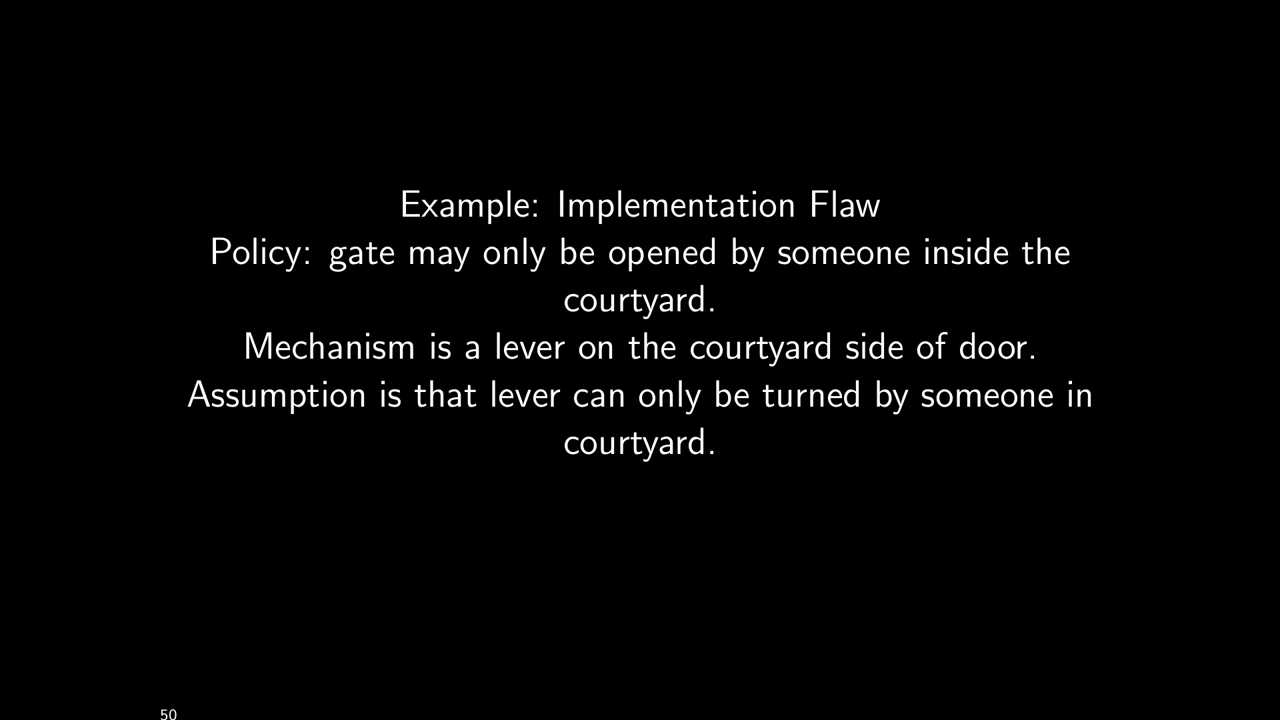 Example: Implementation Flaw
Policy: gate may only be opened by someone inside the
courtyard.
Mechanism is a lever on the courtyard side of door.
Assumption is that lever can only be turned by someone in
courtyard.
50